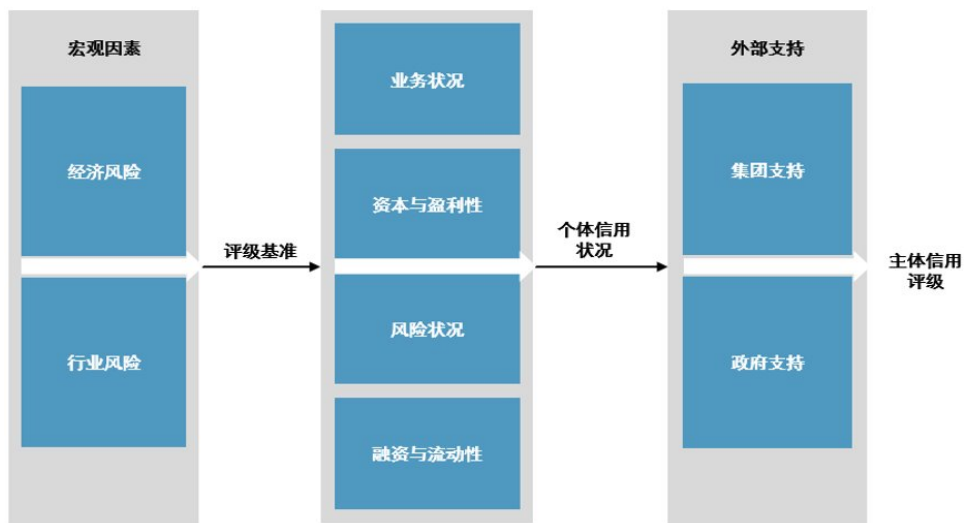 宏观因素
经济风险
行业风险
评级基准
业务状况
资本与盈利性
风险状况
融资与流动性
个体信用
状况
外部支持
集团支持
政府支持
主体信用
评级